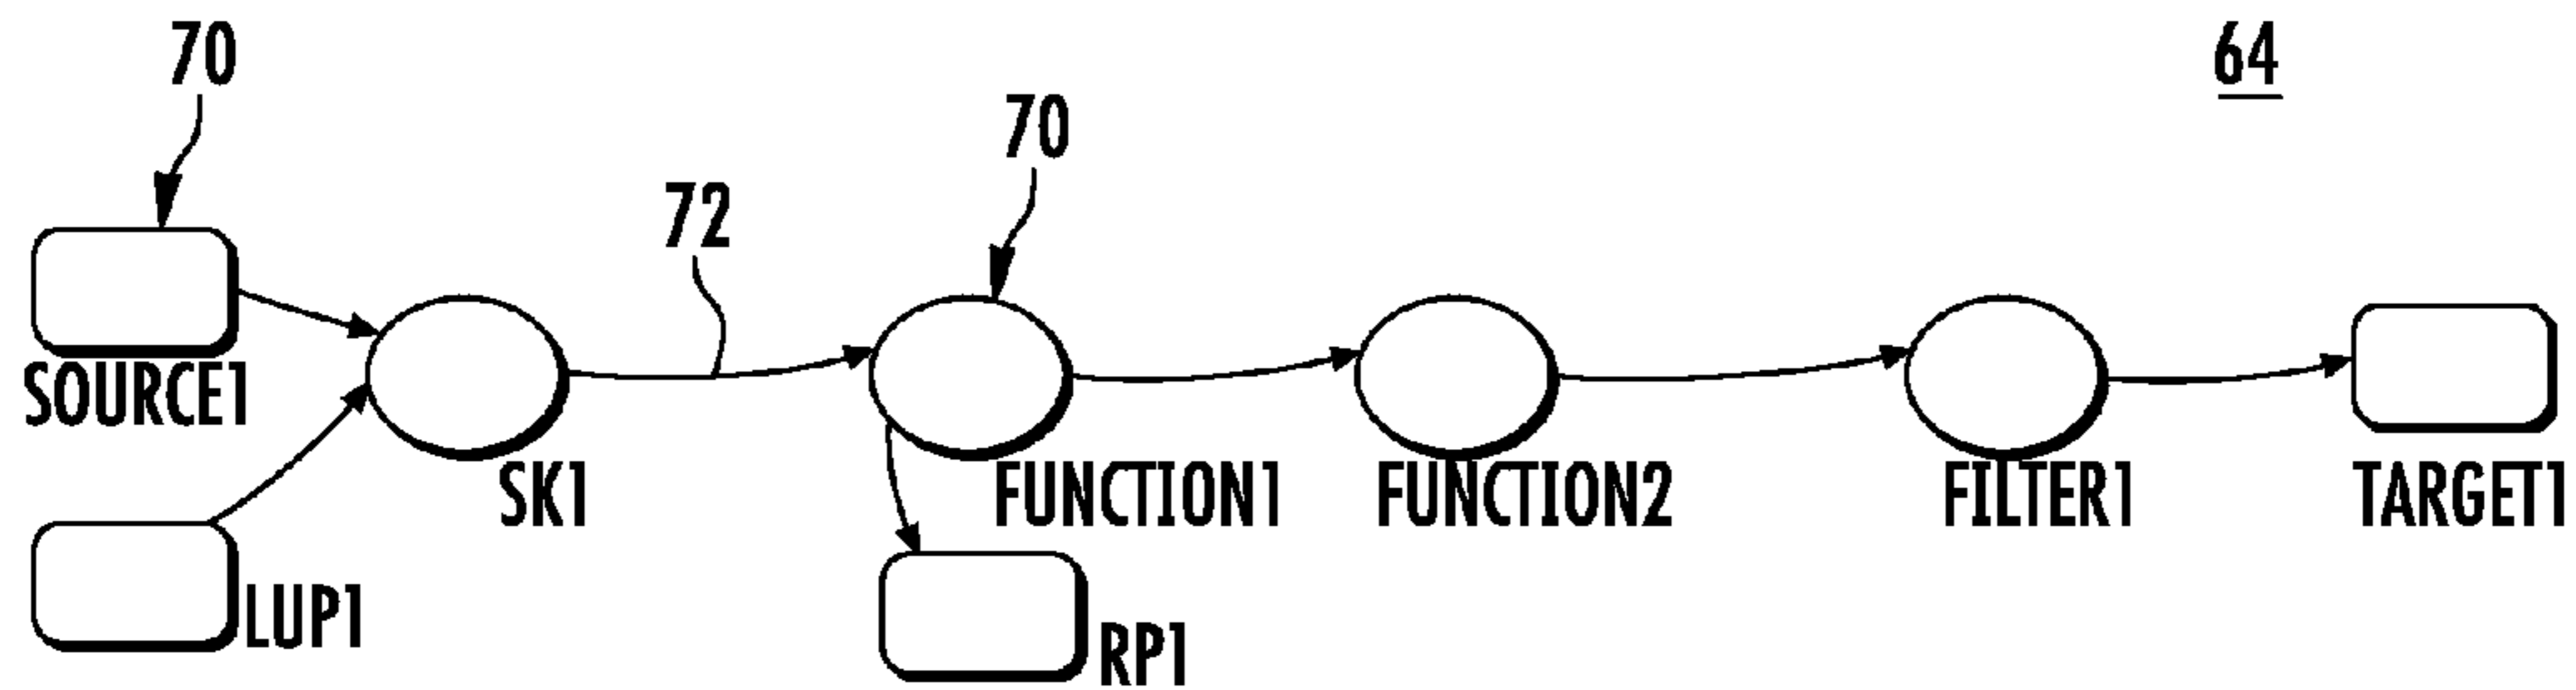 70
64
70
72
SOURCE1
SK1
FUNCTION1
FUNCTION2
FILTER1
TARGET1
LUP1
RP1